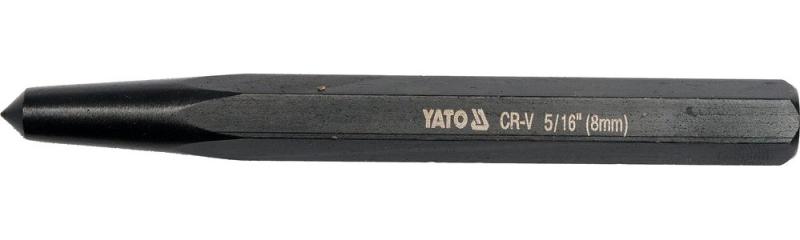 YATO CR-V 5/16" (8mm)